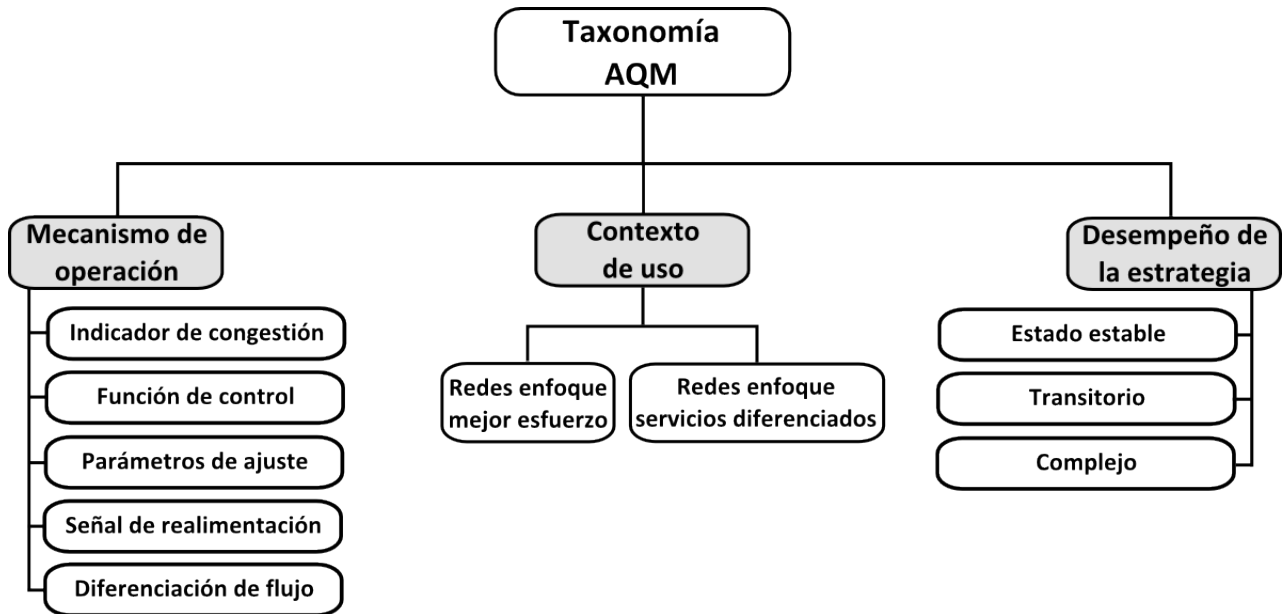 Taxonomía
AQM
Mecanismo de
operación
Indicador de congestión
Función de control
Parámetros de ajuste
Señal de realimentación
Diferenciación de flujo
Contexto
de uso
Redes enfoque
mejor esfuerzo
Redes enfoque
servicios diferenciados
Desempeño de
la estrategia
Estado estable
Transitorio
Complejo